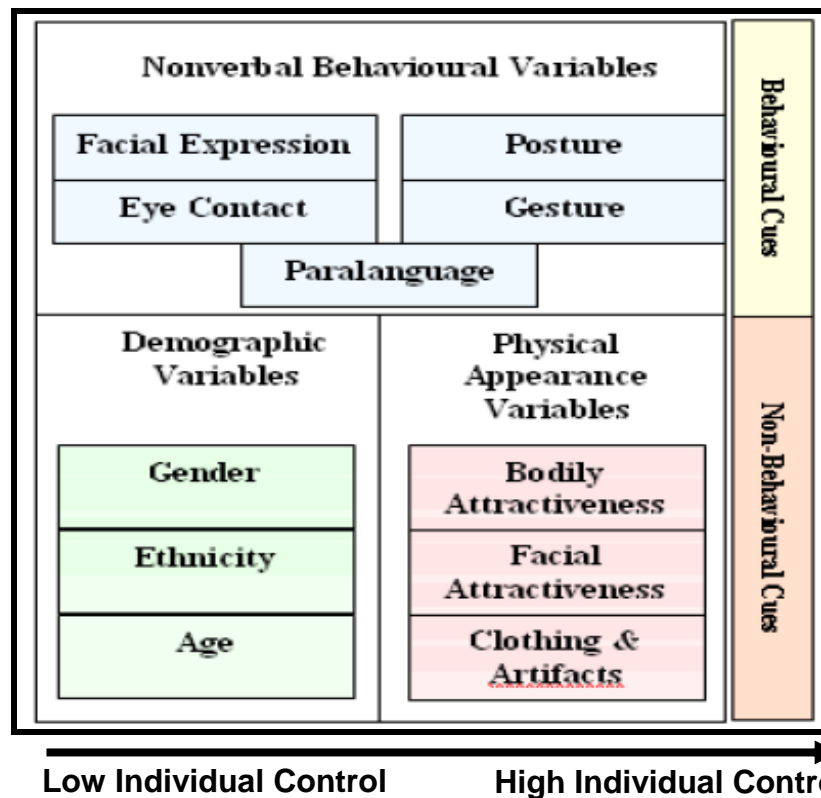 Nonverbal Behavioural Variables
Facial Expression
Posture
Eye Contact
Gesture
Paralanguage
Behavioural Cues
Demographic
Variables
Gender
Ethnicity
Age
Physical
Appearance
Variables
Bodily
Attractiveness
Facial
Attractiveness
Clothing &
Artifacts
Non-Behavioural Cues
Low Individual Control
High Individual Contr